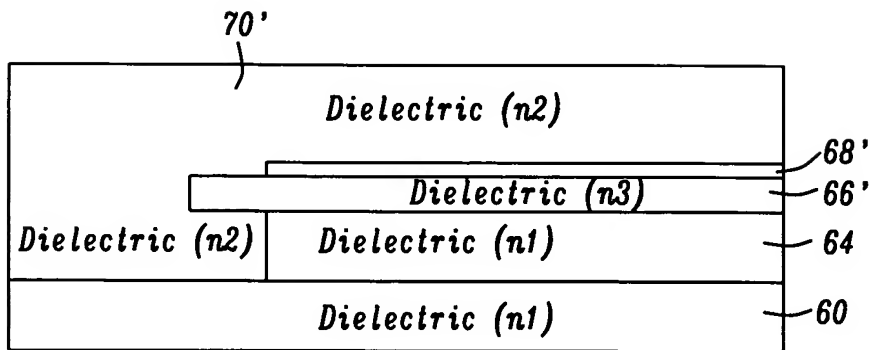 70'
Dielectric (n2)
68'
Dielectric (n3)
66'
Dielectric (n2)
Dielectric (n1)
64
Dielectric (n1)
60